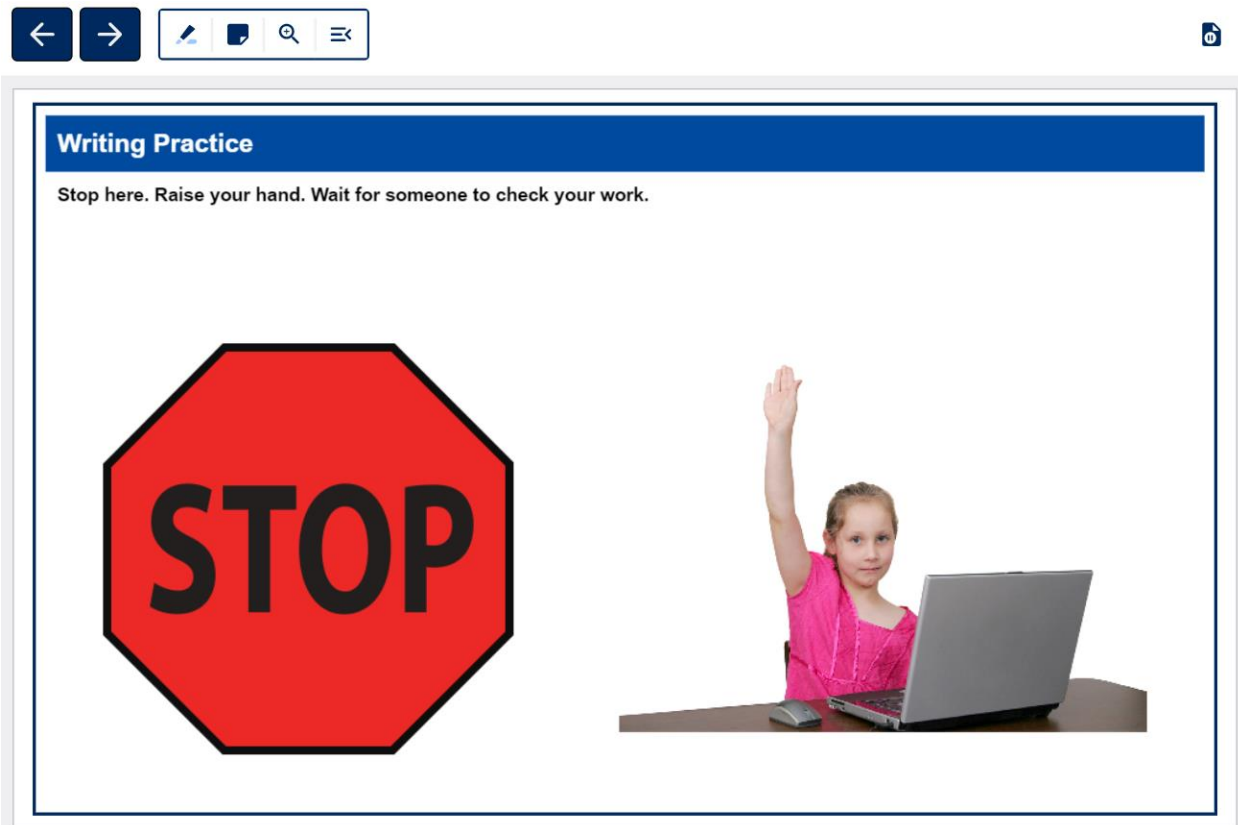 Writing Practice
Stop here. Raise your hand. Wait for someone to check your work.
STOP